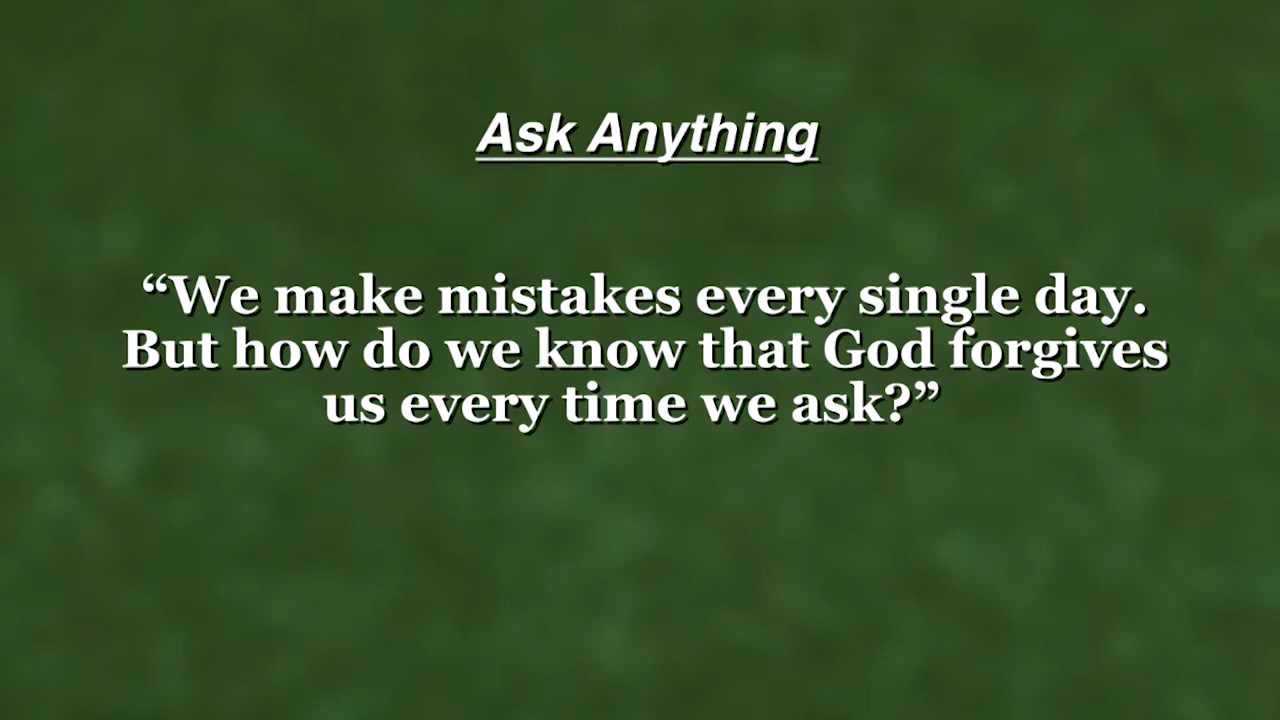 Ask Anything
“We make mistakes every single day.
But how do we know that God forgives
us every time we ask?”